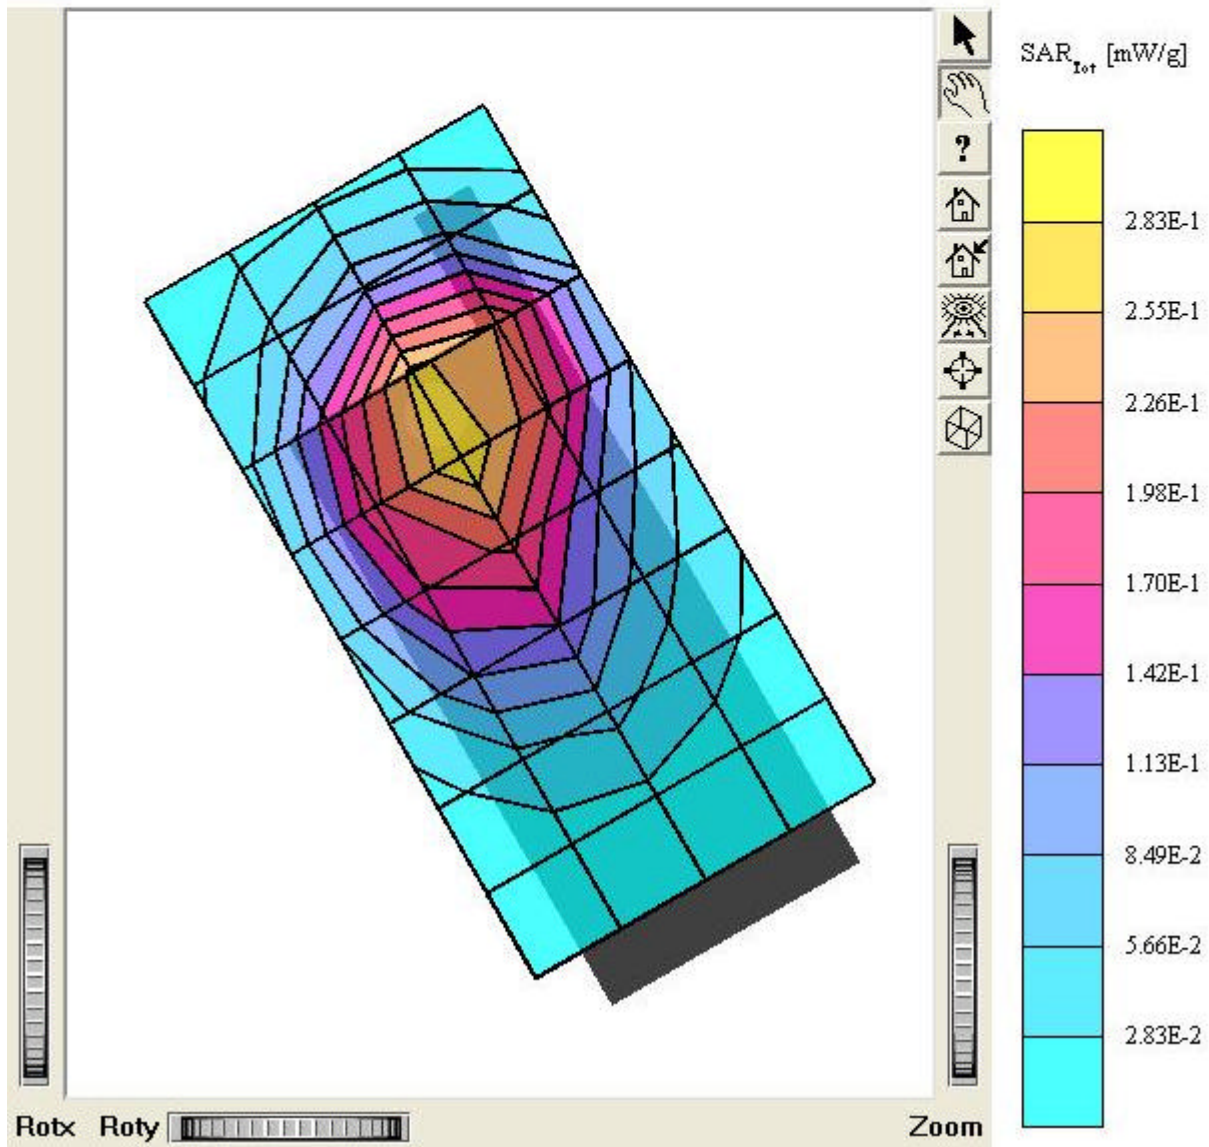 SARTot [mW/g]
?
2.83E-1
2.55E-1
2.26E-1
1.98E-1
1.70E-1
1.42E-1
1.13E-1
8.49E-2
5.66E-2
2.83E-2
Rotx Roty Zoom